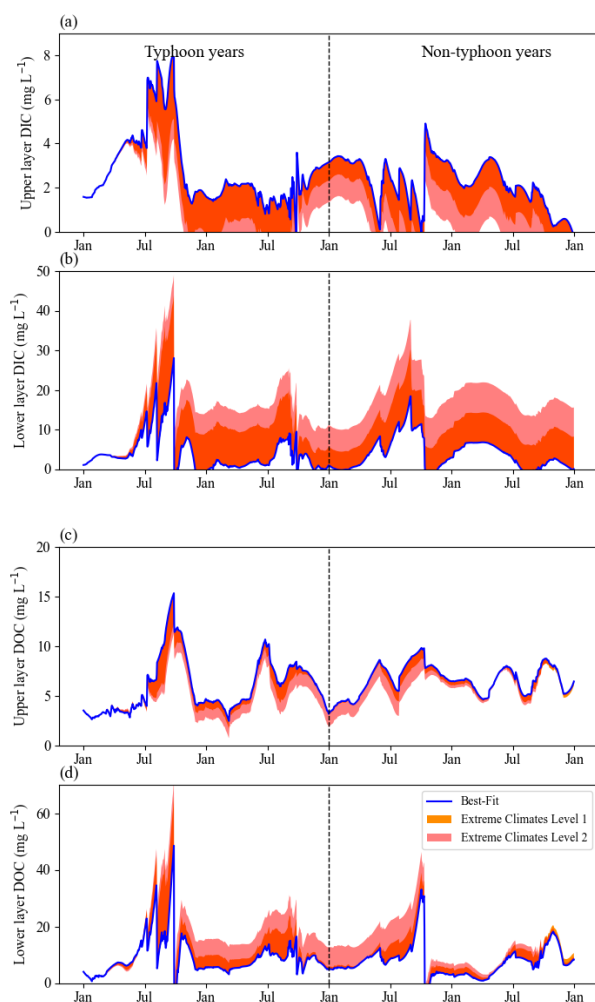 (a)
Typhoon years
Non-typhoon years
Upper layer DIC (mg L⁻¹)
8
6
4
2
0
Jan Jul Jan Jul Jan Jul Jan Jul Jan
(b)
Lower layer DIC (mg L⁻¹)
50
40
30
20
10
0
Jan Jul Jan Jul Jan Jul Jan Jul Jan
(c)
Upper layer DOC (mg L⁻¹)
20
15
10
5
0
Jan Jul Jan Jul Jan Jul Jan Jul Jan
(d)
Lower layer DOC (mg L⁻¹)
60
40
20
0
Best-Fit
Extreme Climates Level 1
Extreme Climates Level 2
Jan Jul Jan Jul Jan Jul Jan Jul Jan